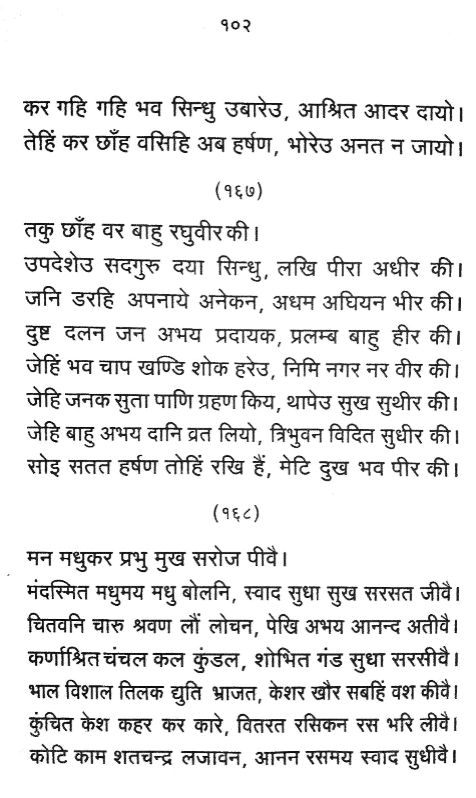 १०२
कर गहि गहि भव सिन्धु उबारेउ, आश्रित आदर दायो।
तेहिं कर छाँह वसिहि अब हर्षण, भोरेउ अनत न जायो।
(१६७)
तकु छाँह वर बाहु रघुवीर की।
उपदेशेउ सदगुरु दया सिन्धु, लखि पीरा अधीर की।
जनि डरहि अपनाये अनेकन, अधम अघियन भीर की।
दुष्ट दलन जन अभय प्रदायक, प्रलम्ब बाहु हीर की।
जेहिं भव चाप खण्डि शोक हरेउ, निमि नगर नर वीर की।
जेहि जनक सुता पाणि ग्रहण किय, थापेउ सुख सुथीर की।
जेहि बाहु अभय दानि व्रत लियो, त्रिभुवन विदित सुधीर की।
सोइ सतत हर्षण तोहिं रखि हैं, मेटि दुख भव पीर की।
(१६८)
मन मधुकर प्रभु मुख सरोज पीवै।
मंदस्मित मधुमय मधु बोलनि, स्वाद सुधा सुख सरसत जीवै।
चितवनि चारु श्रवण लौं लोचन, पेखि अभय आनन्द अतीवै।
कर्णाश्रित चंचल कल कुंडल, शोभित गंड सुधा सरसीवै।
भाल विशाल तिलक द्युति भ्राजत, केशर खौर सबहिं वश कीवै।
कुंचित केश कहर कर कारे, वितरत रसिकन रस भरि लीवै।
कोटि काम शतचन्द्र लजावन, आनन रसमय स्वाद सुधीवै।